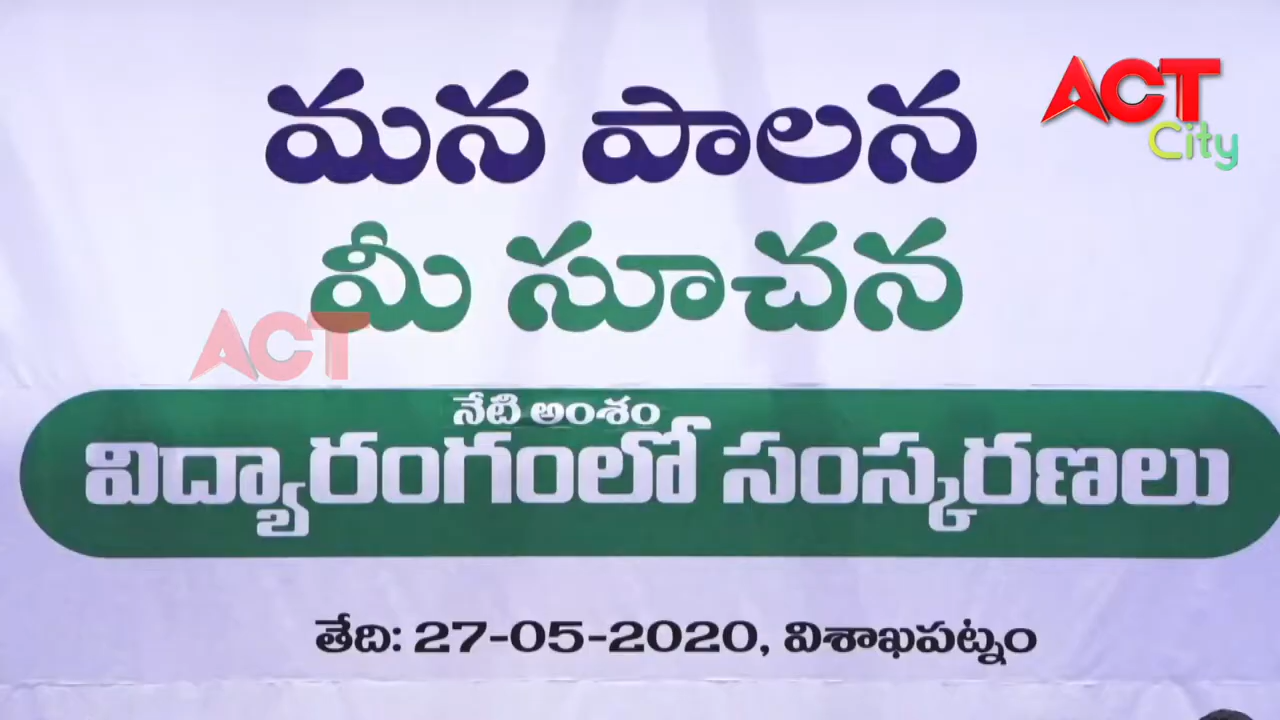 మన పాలన
ACT
City
మీ సూచన
ACT
నేటి అంశం
విద్యారంగంలో సంస్కరణలు
తేది: 27-05-2020, విశాఖపట్నం